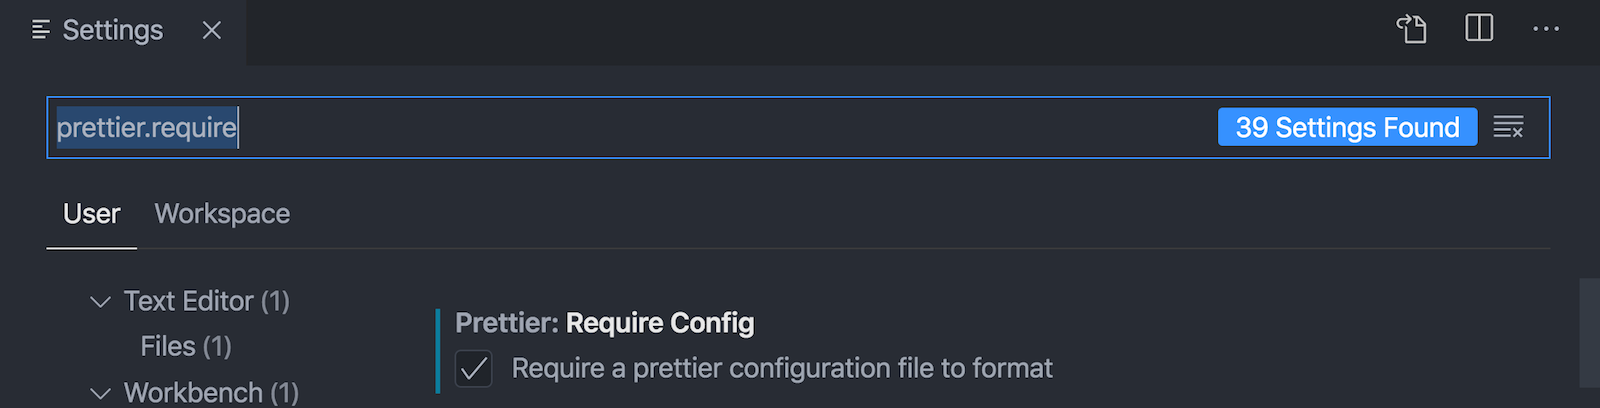 Settings
prettier.require
39 Settings Found
User Workspace
Text Editor (1)
Files (1)
Workbench (1)
Prettier: Require Config
Require a prettier configuration file to format